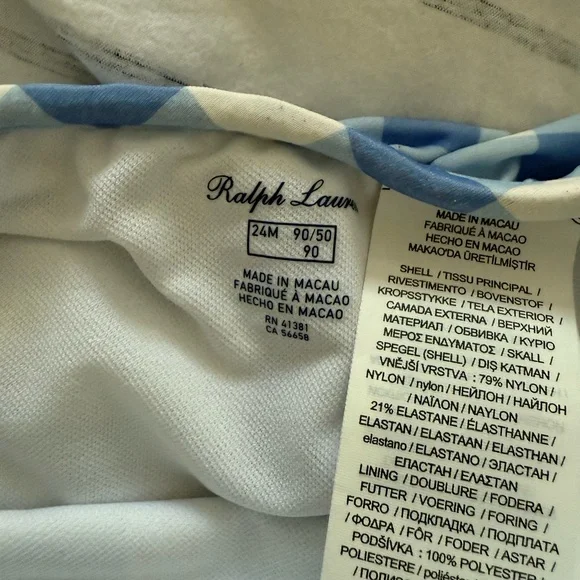 Ralph Lauren
24M 90/50
90
MADE IN MACAU
FABRIQUÉ À MACAO
HECHO EN MACAO
RN 41381
CA 56658
MADE IN MACAU
FABRIQUÉ À MACAO
HECHO EN MACAO
MAKAO'DA ÜRETİLMİŞTİR
SHELL / TISSU PRINCIPAL /
RIVESTIMENTO / BOVENSTOF /
KROPSSTYKKE / TELA EXTERIOR /
CAMADA EXTERNA / ВЕРХНИЙ
МАТЕРИАЛ / ОБВИВКА / ΚΥΡΙΟ
ΜΕΡΟΣ ΕΝΔΥΜΑΤΟΣ / SKALL /
SPEGEL (SHELL) / DIŞ KATMAN /
VNĚJŠÍ VRSTVA : 79% NYLON /
NYLON / nylon / НЕЙЛОН / НАЙЛОН
/ ΝΑΪΛΟΝ / NAYLON
21% ELASTANE / ÉLASTHANNE /
ELASTAN / ELASTAAN / ELASTHAN /
elastano / ELASTANO / ЭЛАСТАН /
ЕЛАСТАН / ΕΛΑΣΤΑΝ
LINING / DOUBLURE / FODERA /
FUTTER / VOERING / FORING /
FORRO / ПОДКЛАДКА / ПОДПЛАТА
/ ΦΟΔΡΑ / FÔR / FODER / ASTAR /
PODŠÍVKA : 100% POLYESTER
POLIESTERE /